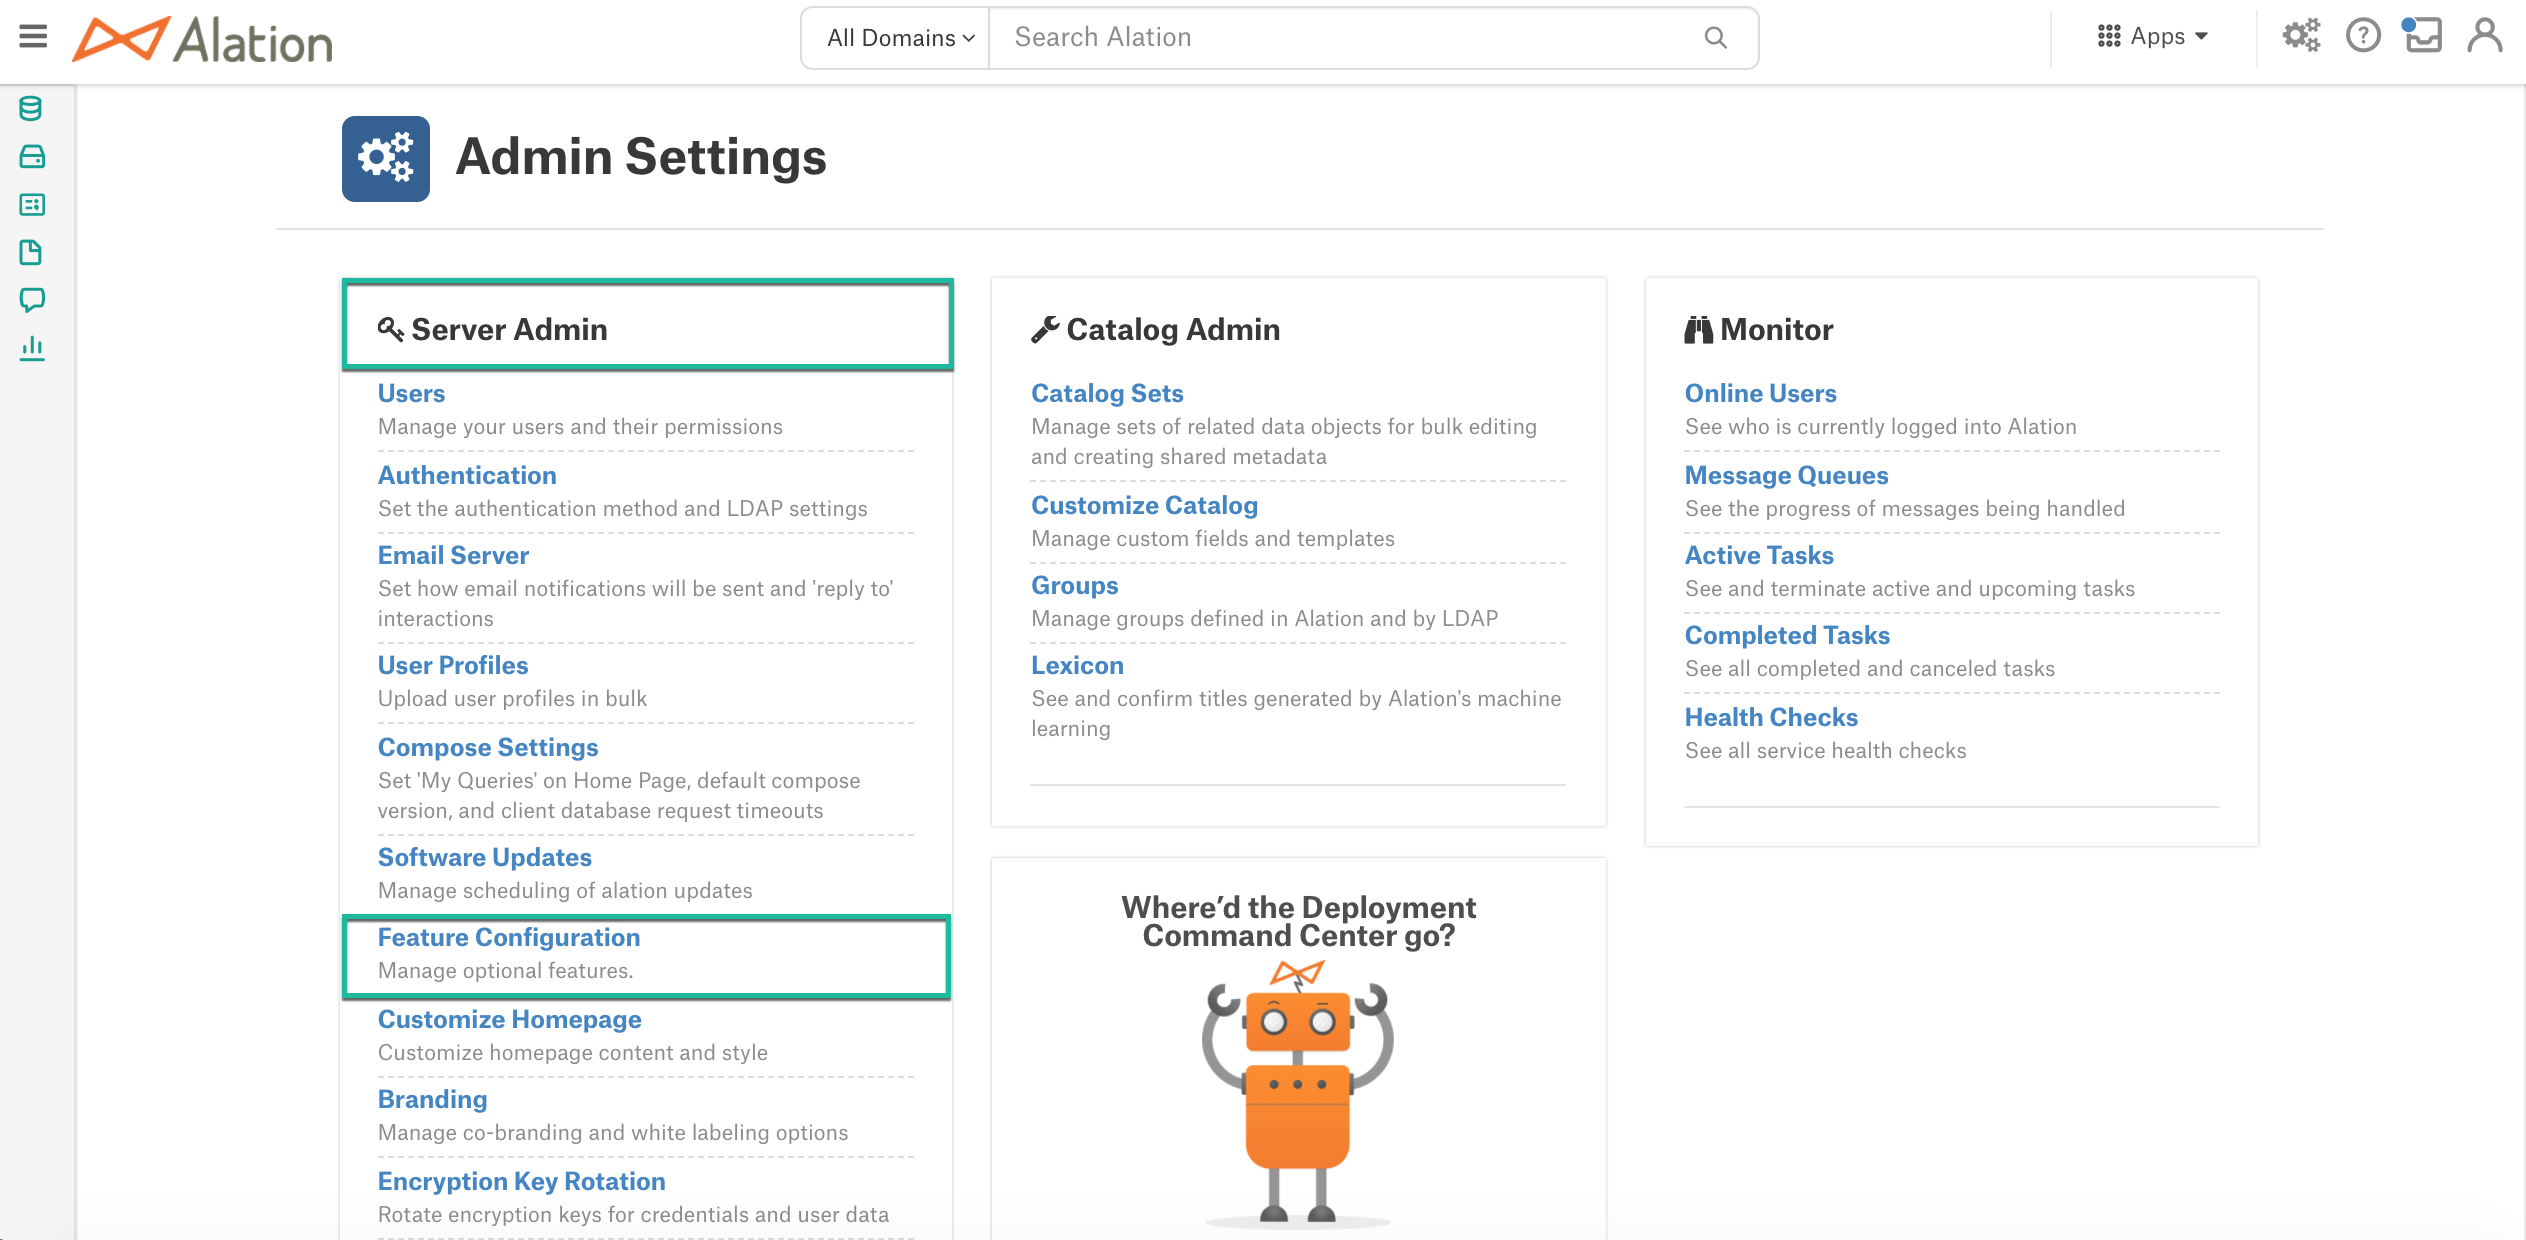 Alation
All Domains
Search Alation
Apps
Admin Settings
Server Admin
Users
Manage your users and their permissions
Authentication
Set the authentication method and LDAP settings
Email Server
Set how email notifications will be sent and 'reply to'
interactions
User Profiles
Upload user profiles in bulk
Compose Settings
Set 'My Queries' on Home Page, default compose
version, and client database request timeouts
Software Updates
Manage scheduling of alation updates
Feature Configuration
Manage optional features.
Customize Homepage
Customize homepage content and style
Branding
Manage co-branding and white labeling options
Encryption Key Rotation
Rotate encryption keys for credentials and user data
Catalog Admin
Catalog Sets
Manage sets of related data objects for bulk editing
and creating shared metadata
Customize Catalog
Manage custom fields and templates
Groups
Manage groups defined in Alation and by LDAP
Lexicon
See and confirm titles generated by Alation's machine
learning
Where’d the Deployment
Command Center go?
Monitor
Online Users
See who is currently logged into Alation
Message Queues
See the progress of messages being handled
Active Tasks
See and terminate active and upcoming tasks
Completed Tasks
See all completed and canceled tasks
Health Checks
See all service health checks